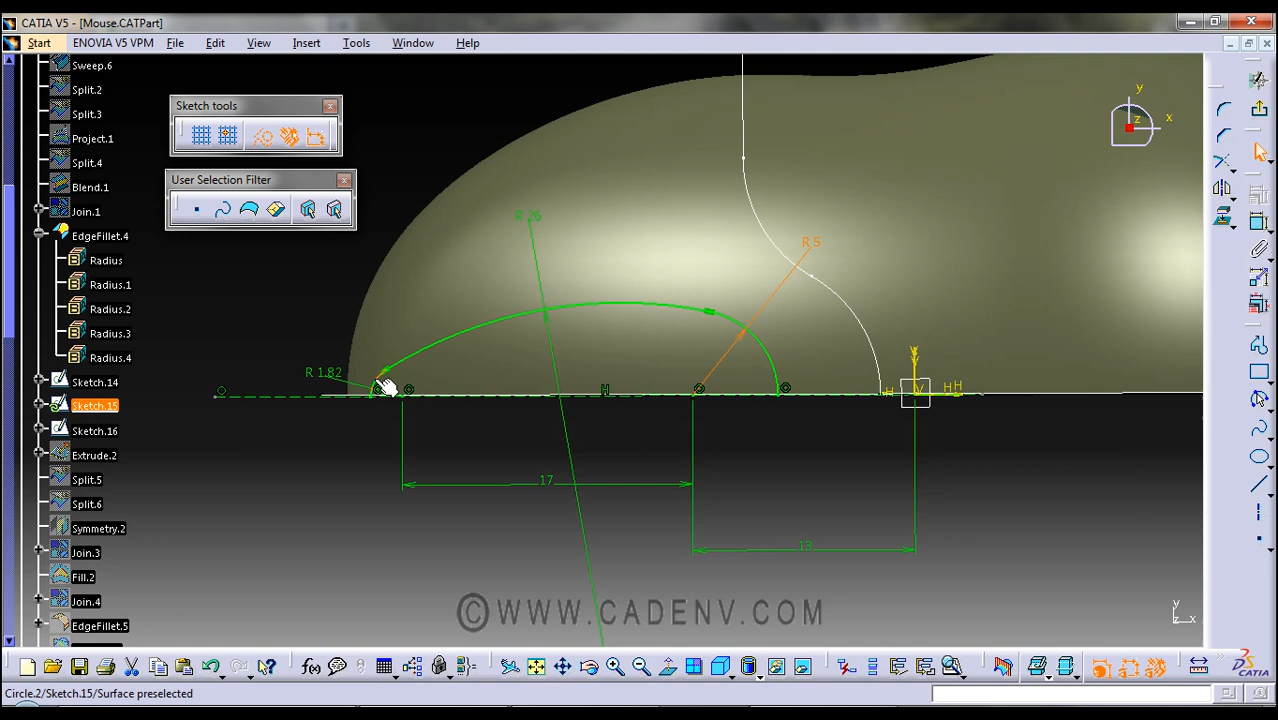 CATIA V5 - [Mouse.CATPart]
Start
ENOVIA V5 VPM
File
Edit
View
Insert
Tools
Window
Help
Sweep.6
Split.2
Split.3
Project.1
Split.4
Blend.1
Join.1
EdgeFillet.4
Radius
Radius.1
Radius.2
Radius.3
Radius.4
Sketch.14
Sketch.15
Sketch.16
Extrude.2
Split.5
Split.6
Symmetry.2
Join.3
Fill.2
Join.4
EdgeFillet.5
Sketch tools
User Selection Filter
R 26
R 5
R 1.82
H
H
V
H H
17
13
y
x
z
©WWW.CADENV.COM
y
z x
f(x)
CATIA
Circle.2/Sketch.15/Surface preselected